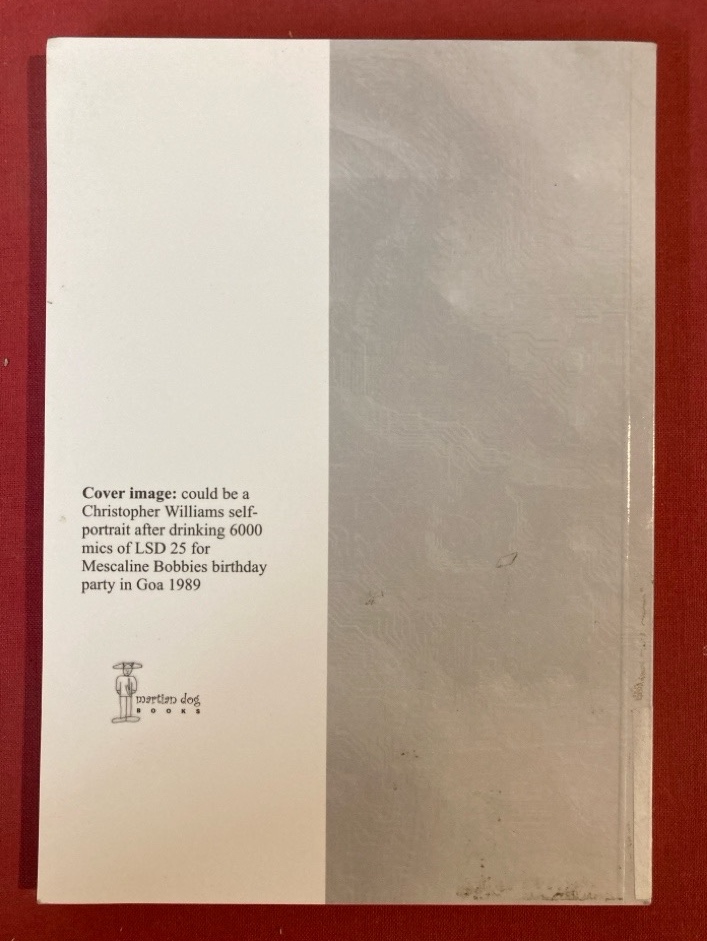 Cover image: could be a
Christopher Williams self-
portrait after drinking 6000
mics of LSD 25 for
Mescaline Bobbies birthday
party in Goa 1989
martian dog
BOOKS